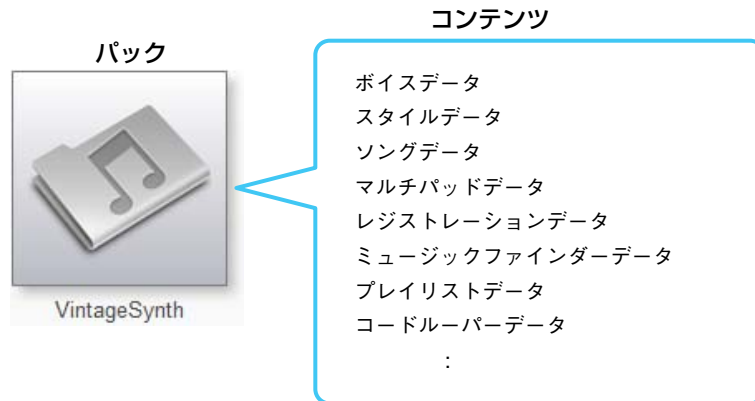 コンテンツ
パック
ボイスデータ
スタイルデータ
ソングデータ
マルチパッドデータ
レジストレーションデータ
ミュージックファインダーデータ
プレイリストデータ
コードルーパーデータ
:
VintageSynth